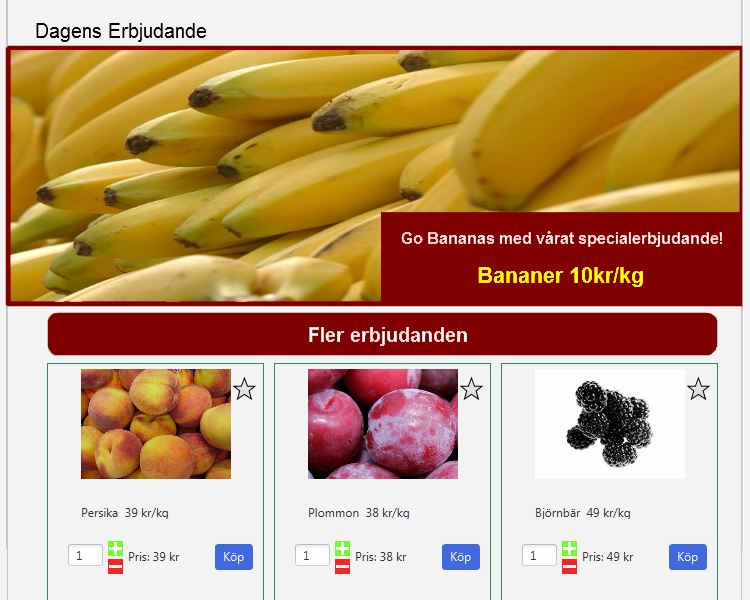 Dagens Erbjudande
Go Bananas med vårat specialerbjudande!
Bananer 10kr/kg
Fler erbjudanden
Persika 39 kr/kg
Plommon 38 kr/kg
Björnbär 49 kr/kg
1 Pris: 39 kr Köp
1 Pris: 38 kr Köp
1 Pris: 49 kr Köp